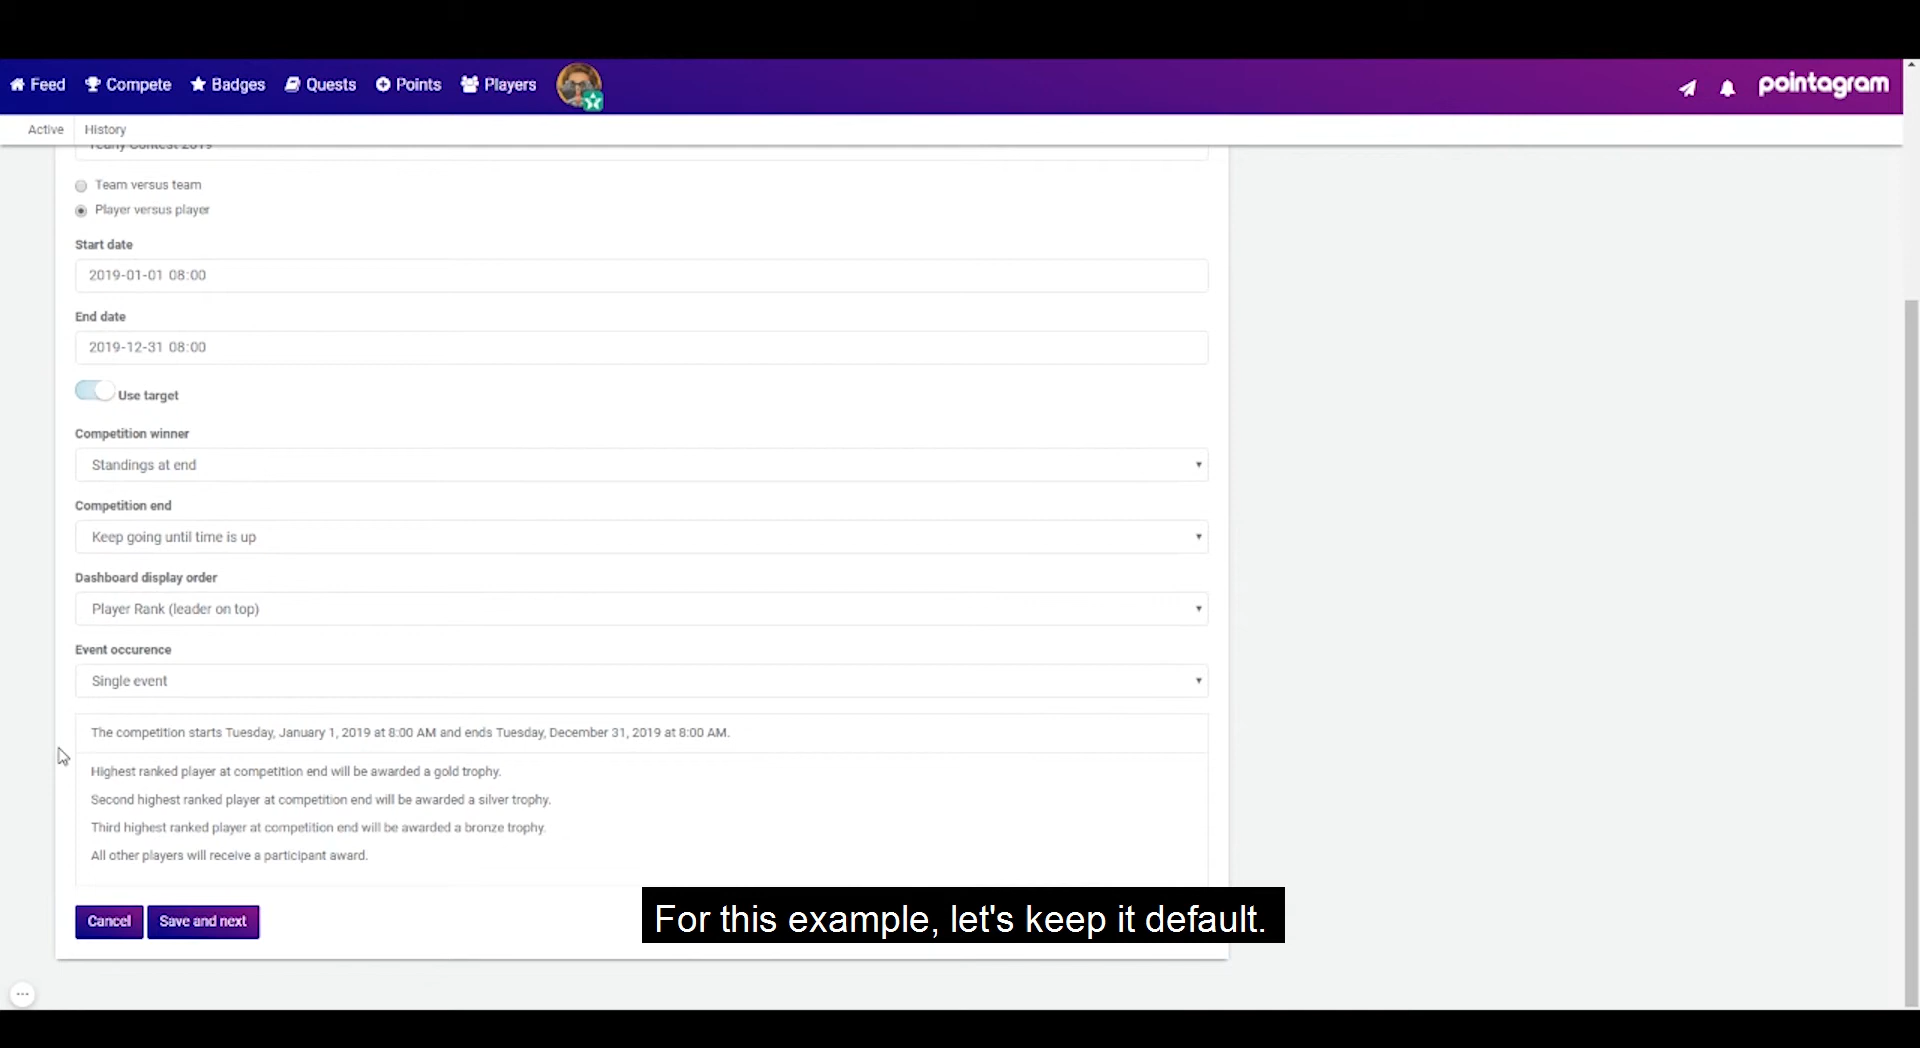 Feed Compete Badges Quests Points Players pointagram
Active History
Yearly Contest 2019
Team versus team
Player versus player
Start date
2019-01-01 08:00
End date
2019-12-31 08:00
Use target
Competition winner
Standings at end
Competition end
Keep going until time is up
Dashboard display order
Player Rank (leader on top)
Event occurence
Single event
The competition starts Tuesday, January 1, 2019 at 8:00 AM and ends Tuesday, December 31, 2019 at 8:00 AM.
Highest ranked player at competition end will be awarded a gold trophy.
Second highest ranked player at competition end will be awarded a silver trophy.
Third highest ranked player at competition end will be awarded a bronze trophy.
All other players will receive a participant award.
Cancel Save and next
For this example, let's keep it default.